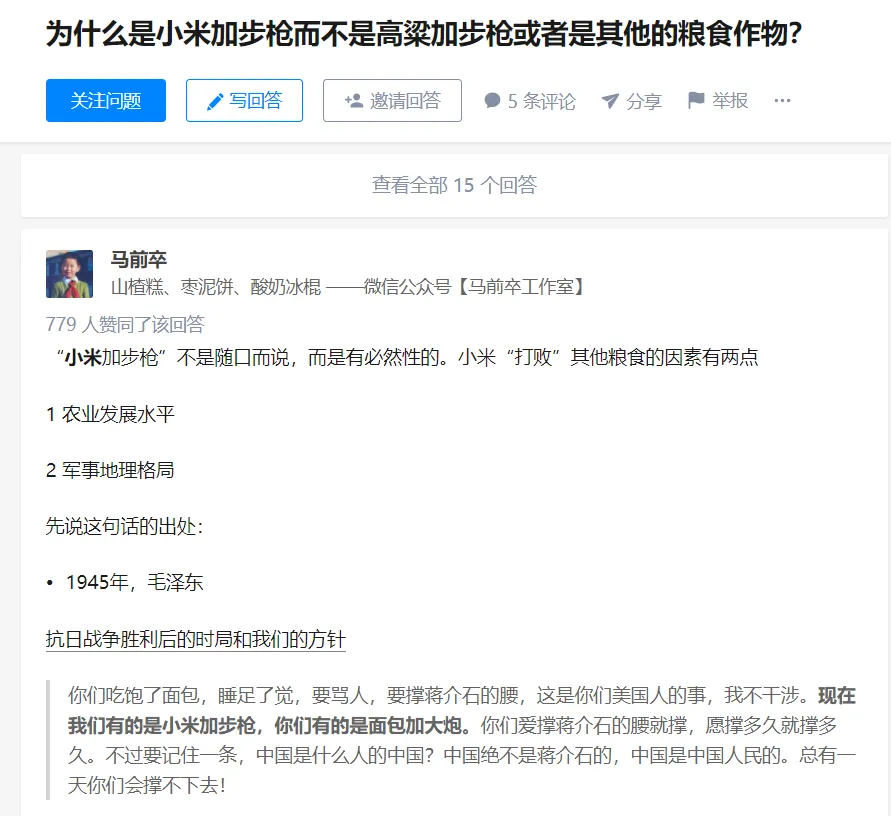 为什么是小米加步枪而不是高粱加步枪或者是其他的粮食作物？
关注问题 写回答 邀请回答 5 条评论 分享 举报 ···
查看全部 15 个回答
马前卒
山楂糕、枣泥饼、酸奶冰棍 ——微信公众号【马前卒工作室】
779 人赞同了该回答
“小米加步枪”不是随口而说，而是有必然性的。小米“打败”其他粮食的因素有两点
1 农业发展水平
2 军事地理格局
先说这句话的出处：
• 1945年，毛泽东
抗日战争胜利后的时局和我们的方针
你们吃饱了面包，睡足了觉，要骂人，要撑蒋介石的腰，这是你们美国人的事，我不干涉。现在
我们有的是小米加步枪，你们有的是面包加大炮。你们爱撑蒋介石的腰就撑，愿撑多久就撑多
久。不过要记住一条，中国是什么人的中国？中国绝不是蒋介石的，中国是中国人民的。总有一
天你们会撑不下去！